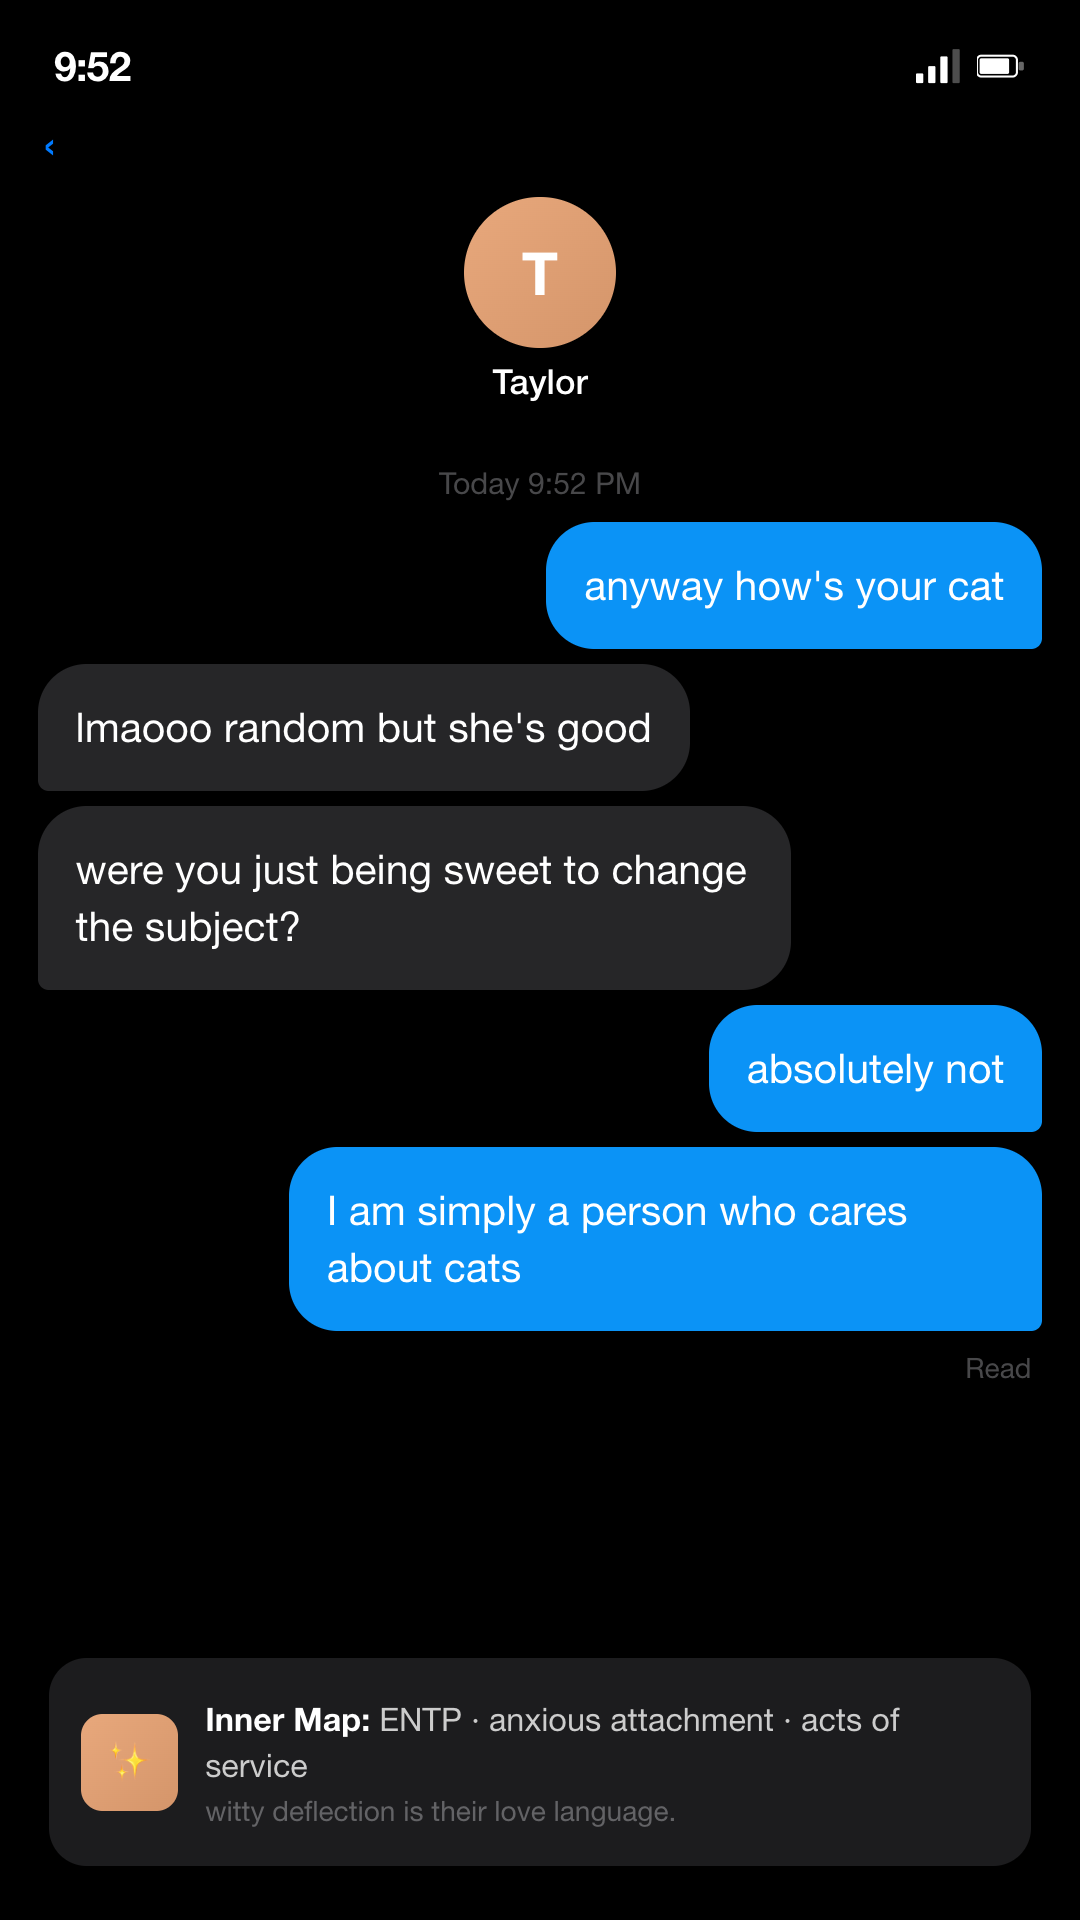 9:52
‹
T
Taylor
Today 9:52 PM
anyway how's your cat
lmaooo random but she's good
were you just being sweet to change
the subject?
absolutely not
I am simply a person who cares
about cats
Read
Inner Map: ENTP · anxious attachment · acts of
service
witty deflection is their love language.